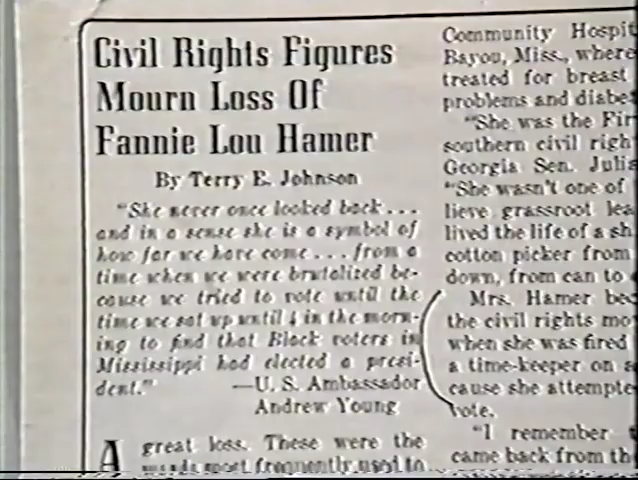 Civil Rights Figures
Mourn Loss Of
Fannie Lou Hamer
By Terry E. Johnson
"She never once looked back...
and in a sense she is a symbol of
how far we have come...from a
time when we were brutalized be-
cause we tried to vote until the
time we sat up until 4 in the morn-
ing to find that Black voters in
Mississippi had elected a presi-
dent."
—U. S. Ambassador
Andrew Young
A great loss. These were the
words most frequently used to
Community Hospit
Bayou, Miss., where
treated for breast
problems and diabe
"She was the Fir
southern civil righ
Georgia Sen. Julia
"She wasn't one of
lieve grassroot lea
lived the life of a sh
cotton picker from
down, from can to
Mrs. Hamer bec
the civil rights mo
when she was fired
a time-keeper on a
cause she attempte
vote.
"I remember
came back from th